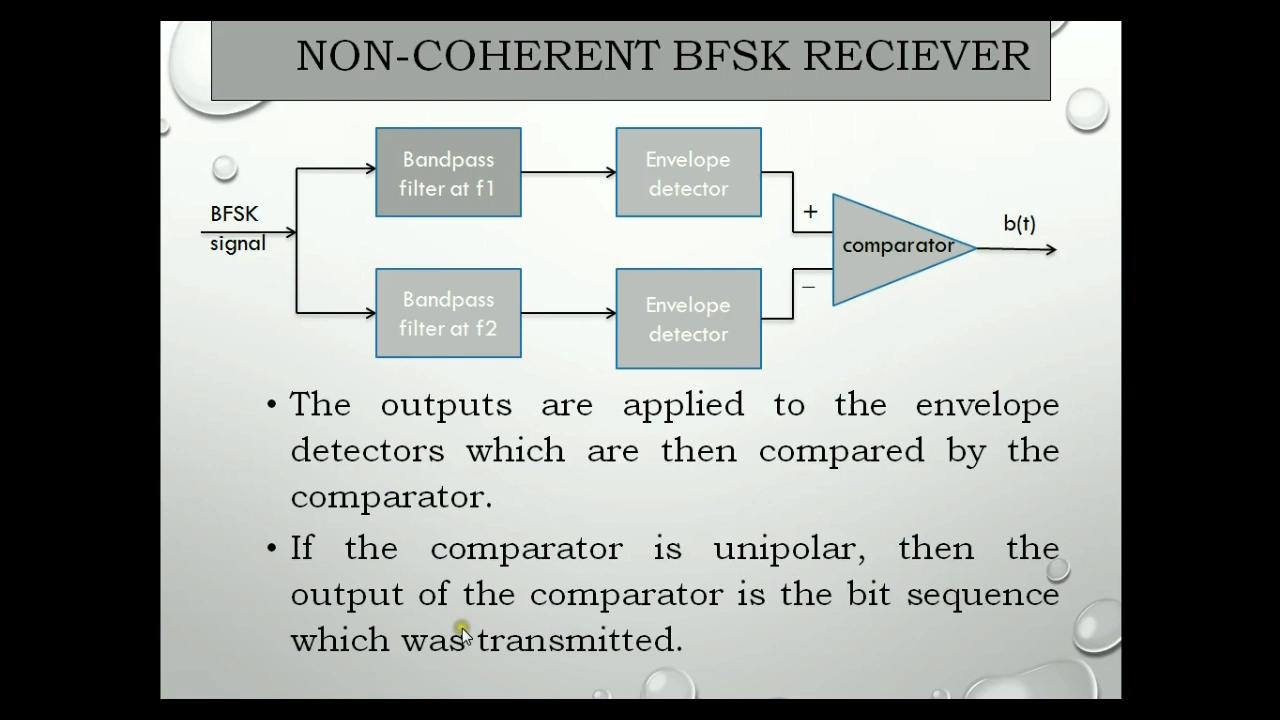 NON-COHERENT BFSK RECIEVER
BFSK
signal
Bandpass
filter at f1
Envelope
detector
Bandpass
filter at f2
Envelope
detector
+
–
comparator
b(t)
• The outputs are applied to the envelope
detectors which are then compared by the
comparator.
• If the comparator is unipolar, then the
output of the comparator is the bit sequence
which was transmitted.